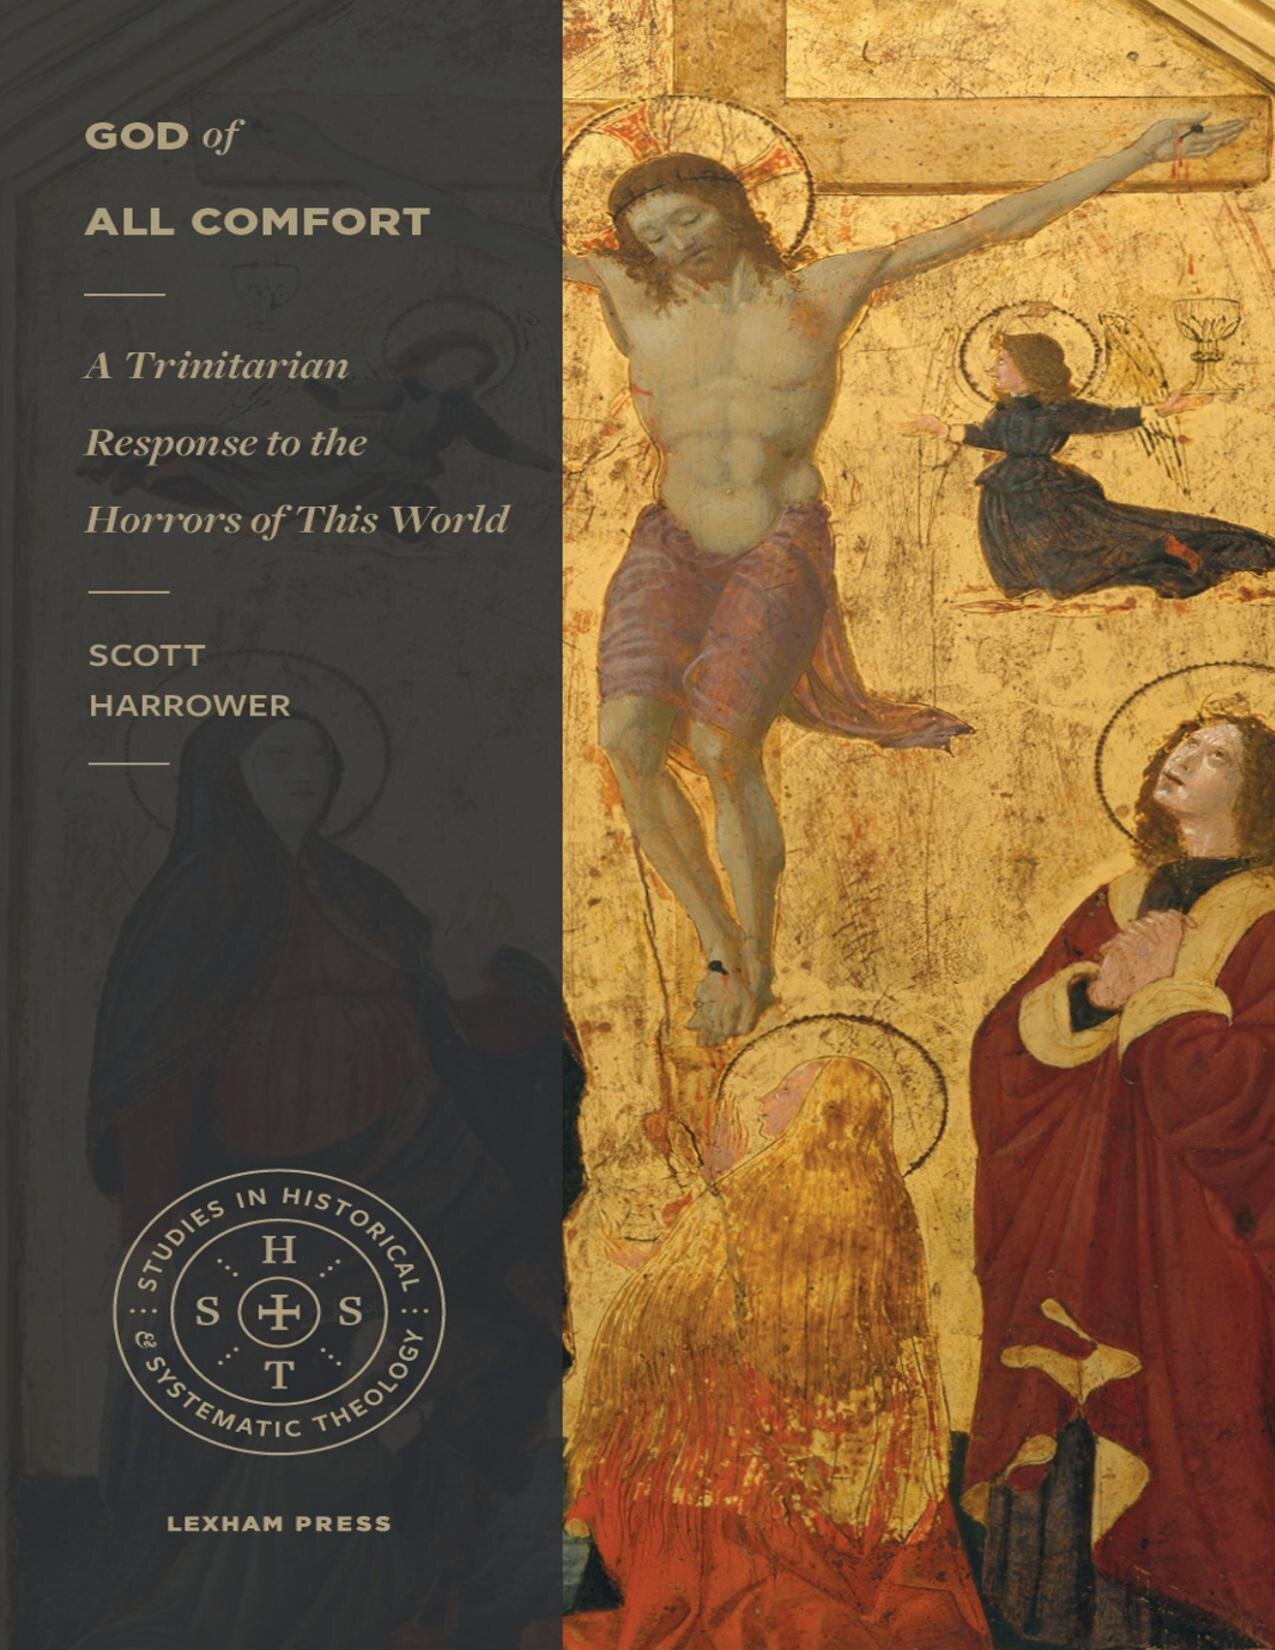 GOD of
ALL COMFORT
A Trinitarian
Response to the
Horrors of This World
SCOTT
HARROWER
STUDIES IN HISTORICAL
& SYSTEMATIC THEOLOGY
H
S S
T
LEXHAM PRESS